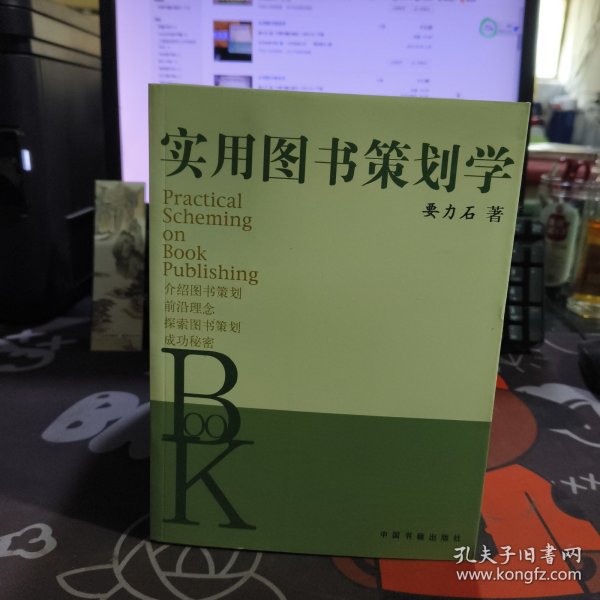 实用图书策划学
要力石 著
Practical
Scheming
on
Book
Publishing
介绍图书策划
前沿理念
探索图书策划
成功秘密
BOOK
中国书籍出版社
孔夫子旧书网
www.kongfz.com